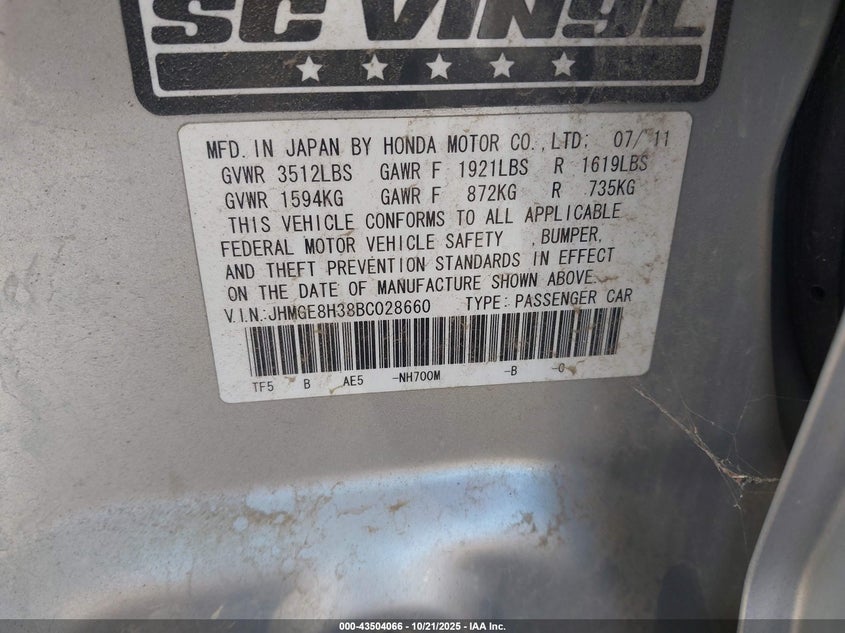 SC VINYL
MFD. IN JAPAN BY HONDA MOTOR CO., LTD: 07/11
GVWR 3512LBS GAWR F 1921LBS R 1619LBS
GVWR 1594KG GAWR F 872KG R 735KG
THIS VEHICLE CONFORMS TO ALL APPLICABLE
FEDERAL MOTOR VEHICLE SAFETY , BUMPER,
AND THEFT PREVENTION STANDARDS IN EFFECT
ON THE DATE OF MANUFACTURE SHOWN ABOVE.
V.I.N.:JHMGE8H38BC028660 TYPE: PASSENGER CAR
TF5 B AE5 -NH700M -B -0
000-43504066 | 10/21/2025 | IAA Inc.